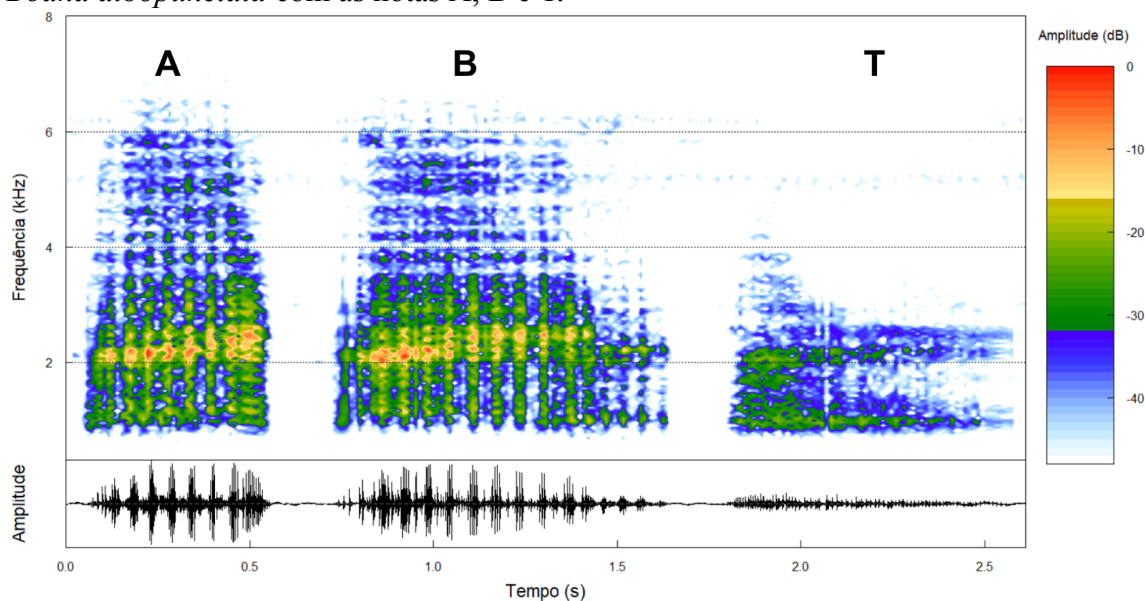 Boana albopunctata com as notas A, B e T.
A B T
Amplitude (dB)
0
-10
-20
-30
-40
Frequência (kHz)
8
6
4
2
Amplitude
0.0 0.5 1.0 1.5 2.0 2.5
Tempo (s)